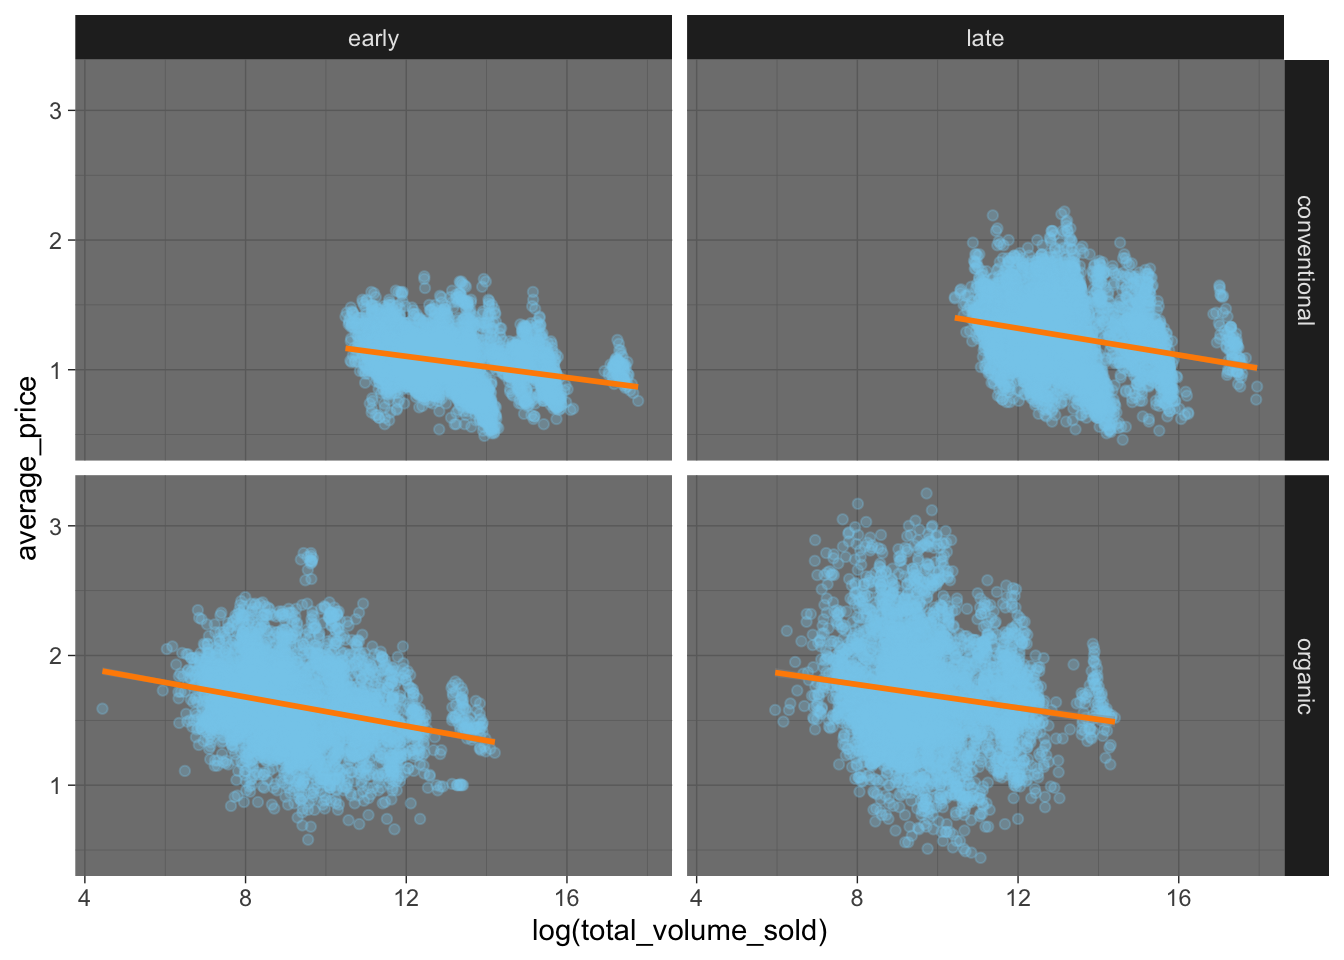 early
late
3
2
1
conventional
3
2
1
organic
average_price
4
8
12
16
4
8
12
16
log(total_volume_sold)